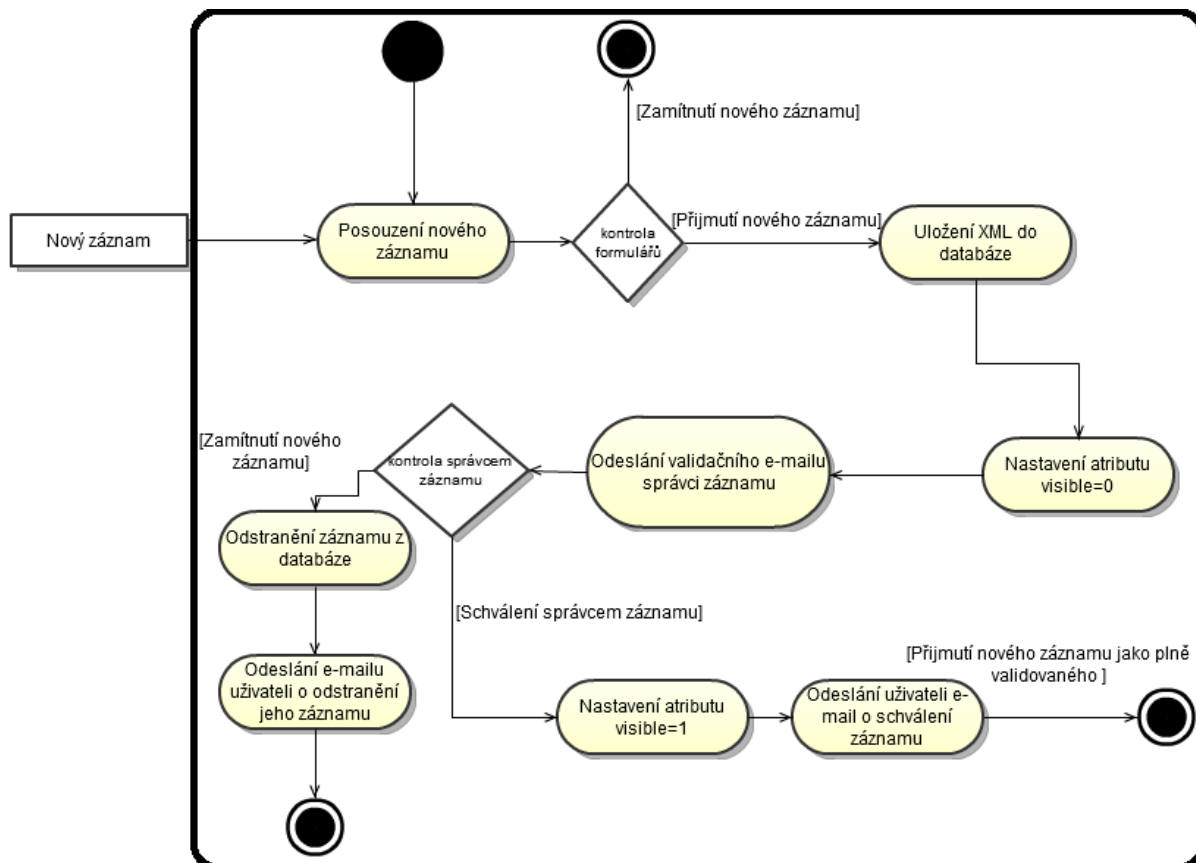 [Zamítnutí nového záznamu]
Nový záznam
Posouzení nového
záznamu
kontrola
formulářů
[Přijmutí nového záznamu]
Uložení XML do
databáze
Nastavení atributu
visible=0
Odeslání validačního e-mailu
správci záznamu
kontrola správcem
záznamu
[Zamítnutí nového
záznamu]
Odstranění záznamu z
databáze
Odeslání e-mailu
uživateli o odstranění
jeho záznamu
[Schválení správcem záznamu]
Nastavení atributu
visible=1
Odeslání uživateli e-
mail o schválení
záznamu
[Přijmutí nového záznamu jako plně
validovaného ]